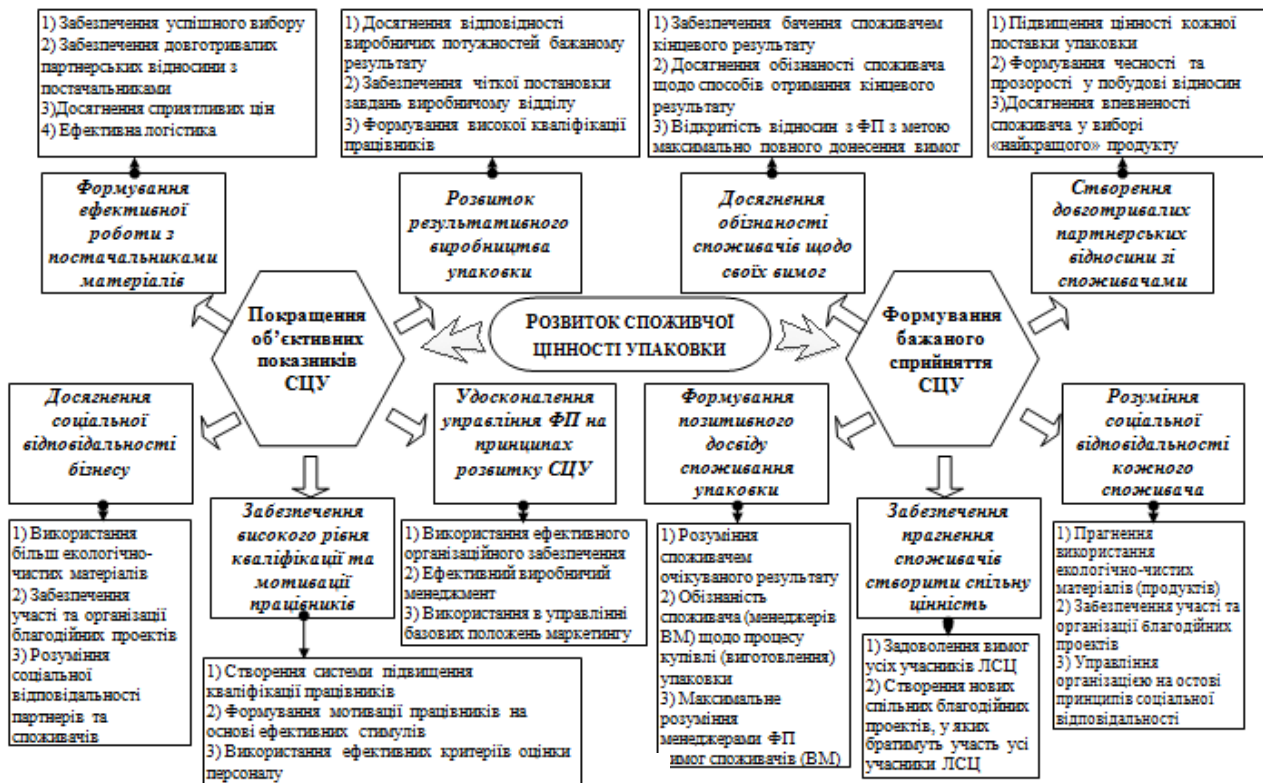 1) Забезпечення успішного вибору
2) Забезпечення довготривалих
партнерських відносини з
постачальниками
3)Досягнення сприятливих цін
4) Ефективна логістика
1) Досягнення відповідності
виробничих потужностей бажаному
результату
2) Забезпечення чіткої постановки
завдань виробничому відділу
3) Формування високої кваліфікації
працівників
1) Забезпечення бачення споживачем
кінцевого результату
2) Досягнення обізнаності споживача
щодо способів отримання кінцевого
результату
3) Відкритість відносин з ФП з метою
максимально повного донесення вимог
1) Підвищення цінності кожної
поставки упаковки
2) Формування чесності та
прозорості у побудові відносин
3)Досягнення впевненості
споживача у виборі
«найкращого» продукту
Формування
ефективної
роботи з
постачальниками
матеріалів
Розвиток
результативного
виробництва
упаковки
Досягнення
обізнаності
споживачів щодо
своїх вимог
Створення
довготривалих
партнерських
відносини зі
споживачами
Покращення
об’єктивних
показників
СЦУ
РОЗВИТОК СПОЖИВЧОЇ
ЦІННОСТІ УПАКОВКИ
Формування
бажаного
сприйняття
СЦУ
Досягнення
соціальної
відповідальності
бізнесу
Удосконалення
управління ФП на
принципах
розвитку СЦУ
Формування
позитивного
досвіду
споживання
упаковки
Розуміння
соціальної
відповідальності
кожного
споживача
Забезпечення
високого рівня
кваліфікації та
мотивації
працівників
Забезпечення
прагнення
споживачів
створити спільну
цінність
1) Використання
більш екологічно-
чистих матеріалів
2) Забезпечення
участі та організації
благодійних проектів
3) Розуміння
соціальної
відповідальності
партнерів та
споживачів
1) Створення системи підвищення
кваліфікації працівників
2) Формування мотивації працівників на
основі ефективних стимулів
3) Використання ефективних критеріїв оцінки
персоналу
1) Використання ефективного
організаційного забезпечення
2) Ефективний виробничий
менеджмент
3) Використання в управлінні
базових положень маркетингу
1) Розуміння
споживачем
очікуваного результату
2) Обізнаність
споживача (менеджерів
ВМ) щодо процесу
купівлі (виготовлення)
упаковки
3) Максимальне
розуміння
менеджерами ФП
имог споживачів (ВМ)
1) Задоволення вимог
усіх учасників ЛСЦ
2) Створення нових
спільних благодійних
проектів, у яких
братимуть участь усі
учасники ЛСЦ
1) Прагнення
використання
екологічно-чистих
матеріалів (продуктів)
2) Забезпечення участі та
організації благодійних
проектів
3) Управління
організацією на остові
принципів соціальної
відповідальності